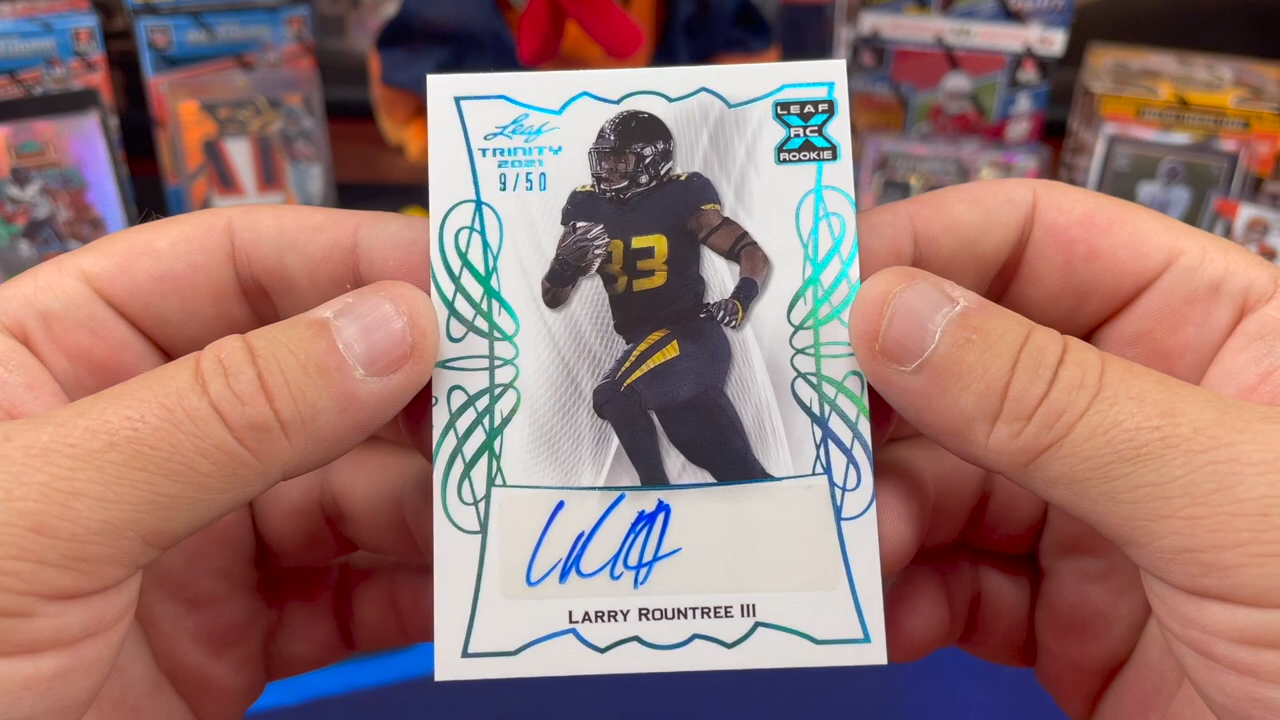 Leaf
TRINITY
2021
9/50
LEAF
X
RC
ROOKIE
33
LARRY ROUNTREE III